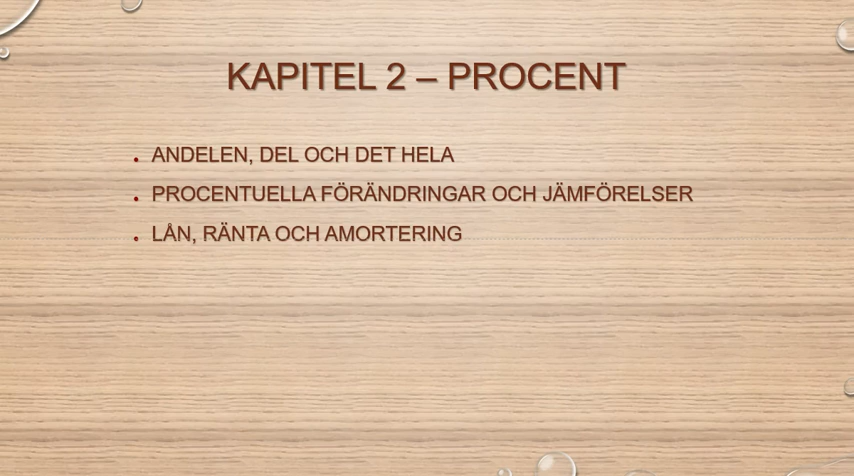 KAPITEL 2 – PROCENT
• ANDELEN, DEL OCH DET HELA
• PROCENTUELLA FÖRÄNDRINGAR OCH JÄMFÖRELSER
• LÅN, RÄNTA OCH AMORTERING